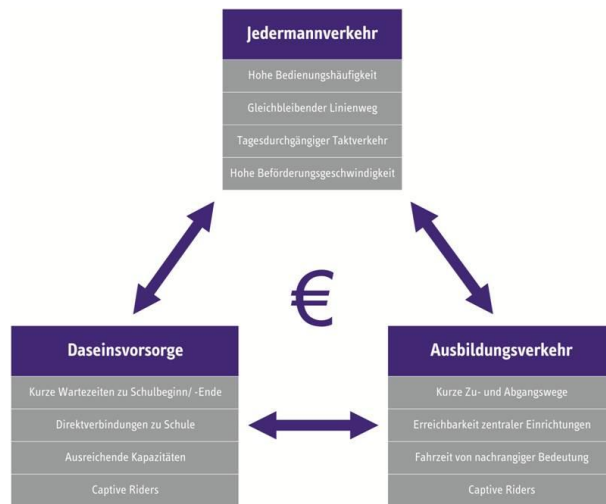 Jedermannverkehr
Hohe Bedienungshäufigkeit
Gleichbleibender Linienweg
Tagesdurchgängiger Taktverkehr
Hohe Beförderungsgeschwindigkeit
€
Daseinsvorsorge
Kurze Wartezeiten zu Schulbeginn/ -Ende
Direktverbindungen zu Schule
Ausreichende Kapazitäten
Captive Riders
Ausbildungsverkehr
Kurze Zu- und Abgangswege
Erreichbarkeit zentraler Einrichtungen
Fahrzeit von nachrangiger Bedeutung
Captive Riders